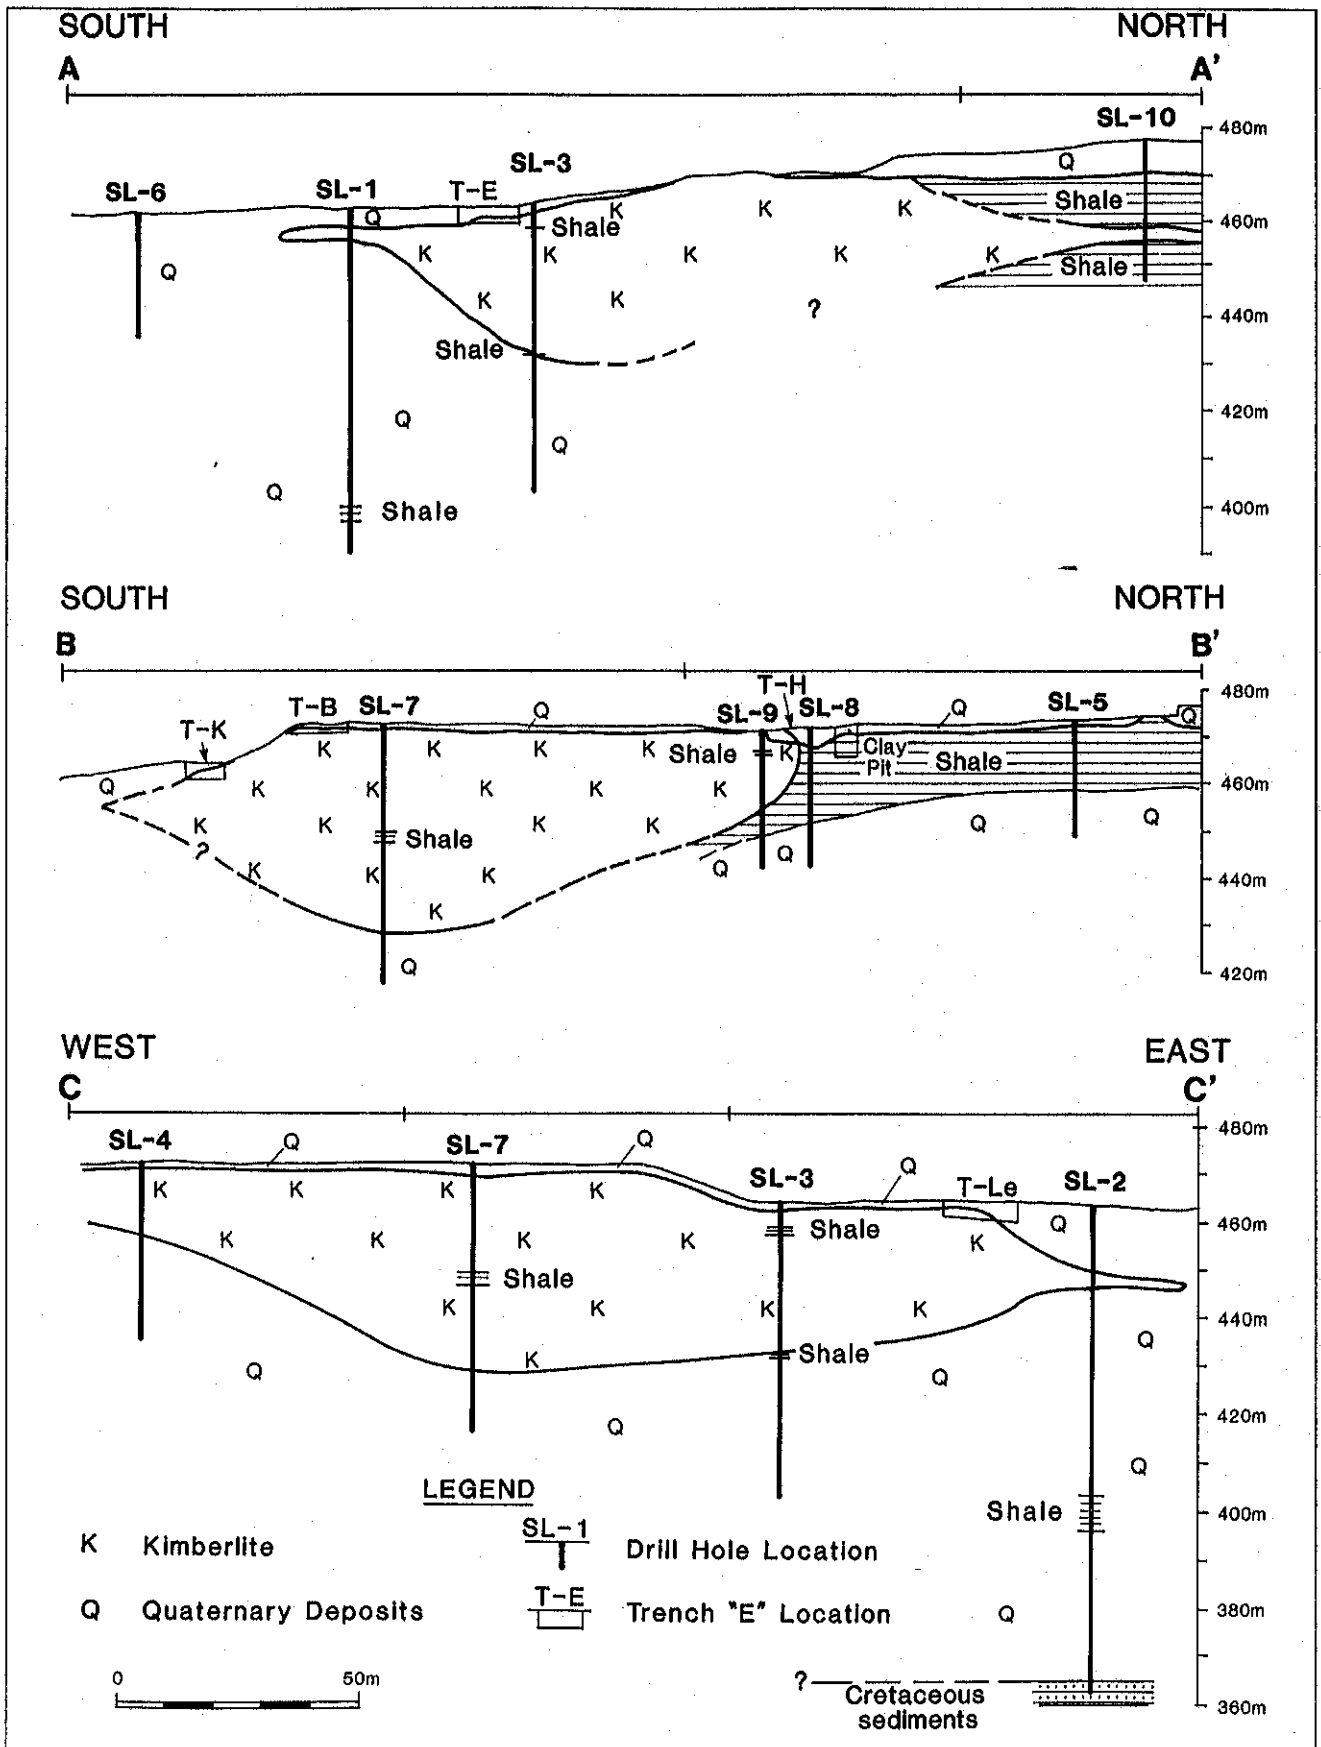 SOUTH NORTH
A A'
SL-10
480m
SL-3 Q
SL-6 SL-1 T-E Shale
Q K K K 460m
Shale
K K K K K Shale
Q
K K ? 440m
Shale
Q 420m
Q
Q
Shale 400m
SOUTH NORTH
B B'
T-H 480m
T-B SL-7 Q SL-9 SL-8 Q SL-5 Q
T-K
K K K K Shale K Clay Pit Shale
Q K K K K K 460m
K K Shale K K Q Q
? Q Q
K K K 440m
K
Q 420m
WEST EAST
C C'
480m
SL-4 Q SL-7 Q
Q
SL-3 T-Le SL-2
K K K K
Shale Q 460m
K K K K K
Shale
K K K K 440m
Q
K Shale
Q Q
Q 420m
Q
LEGEND
Shale 400m
SL-1
K Kimberlite Drill Hole Location
T-E
Q Quaternary Deposits Trench "E" Location Q 380m
0 50m
?
Cretaceous
sediments 360m